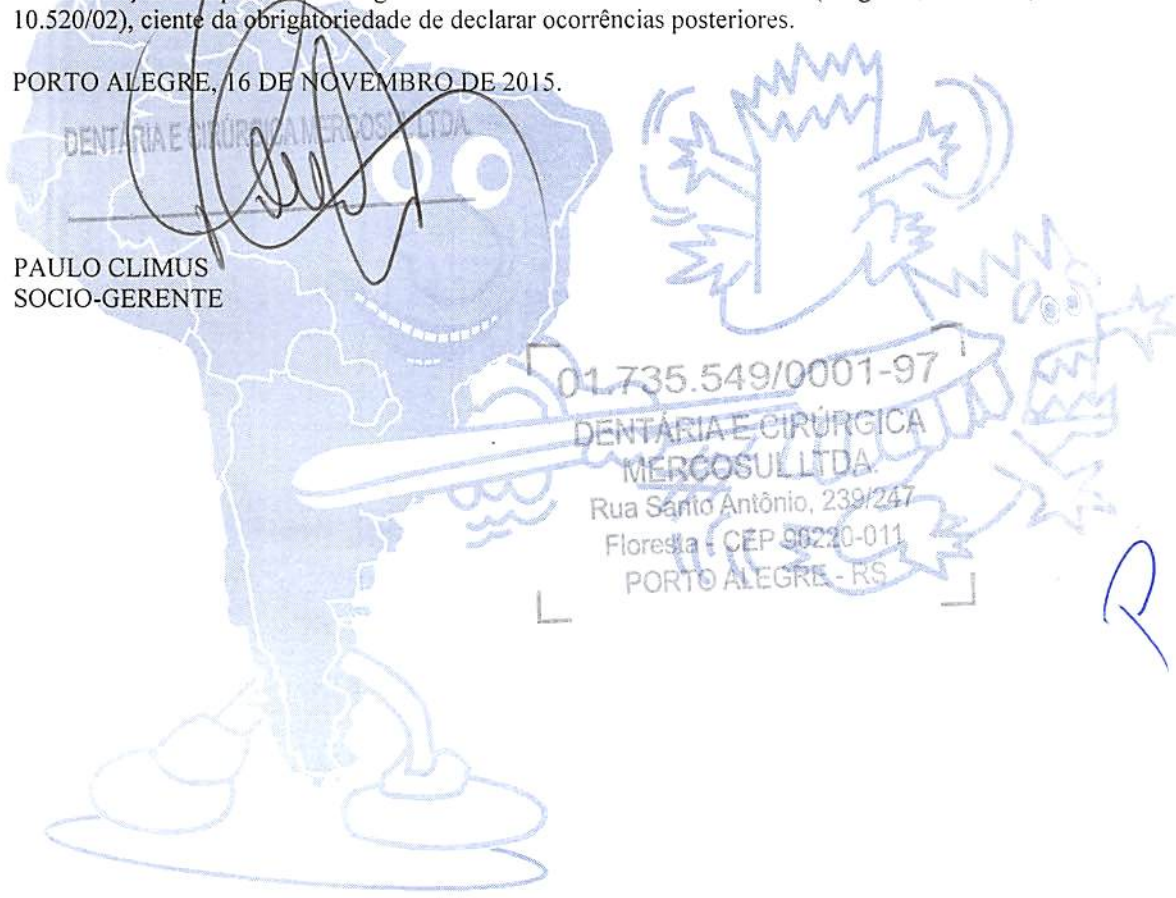 10.520/02), ciente da obrigatoriedade de declarar ocorrências posteriores.
PORTO ALEGRE, 16 DE NOVEMBRO DE 2015.
DENTÁRIA E CIRÚRGICA MERCOSUL LTDA.
PAULO CLIMUS
SOCIO-GERENTE
01.735.549/0001-97
DENTÁRIA E CIRÚRGICA
MERCOSUL LTDA.
Rua Santo Antônio, 239/247
Floresta - CEP 90220-011
PORTO ALEGRE - RS